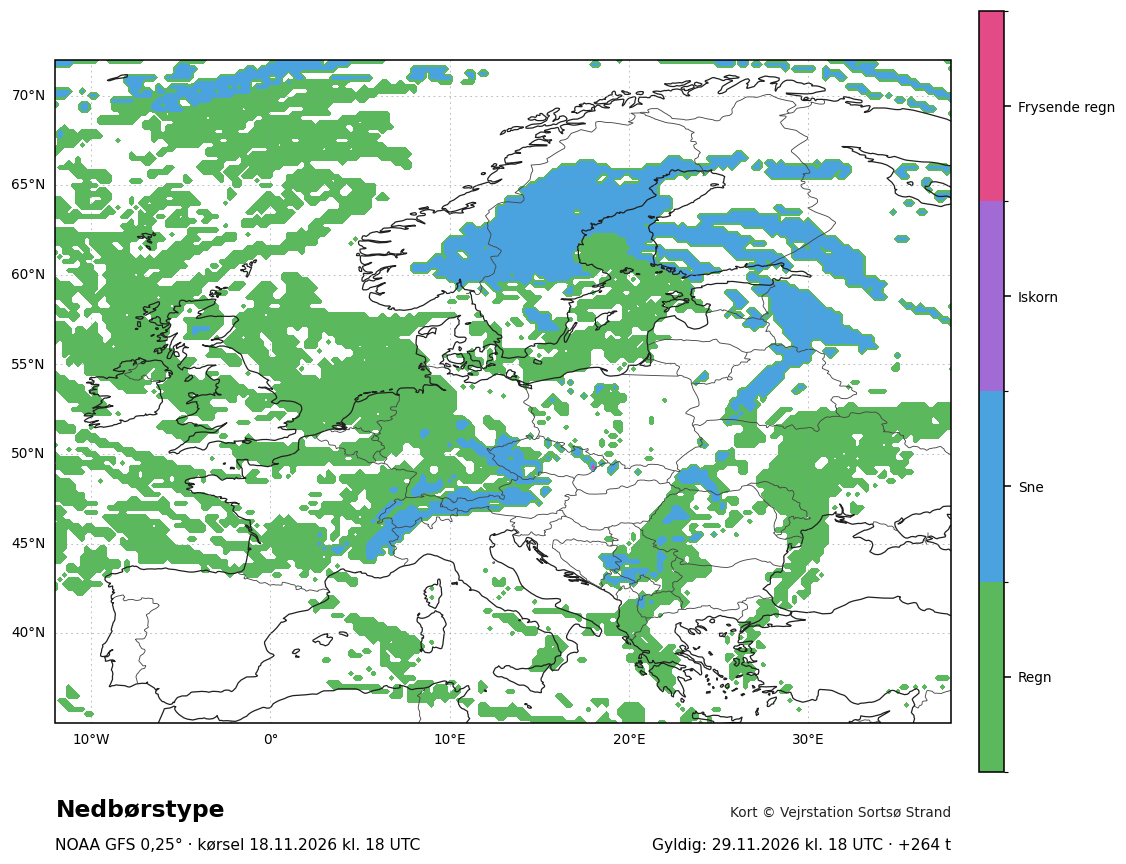 70°N
65°N
60°N
55°N
50°N
45°N
40°N
10°W
0°
10°E
20°E
30°E
Frysende regn
Iskorn
Sne
Regn
Nedbørstype
Kort © Vejrstation Sortsø Strand
NOAA GFS 0,25° · kørsel 18.11.2026 kl. 18 UTC
Gyldig: 29.11.2026 kl. 18 UTC · +264 t